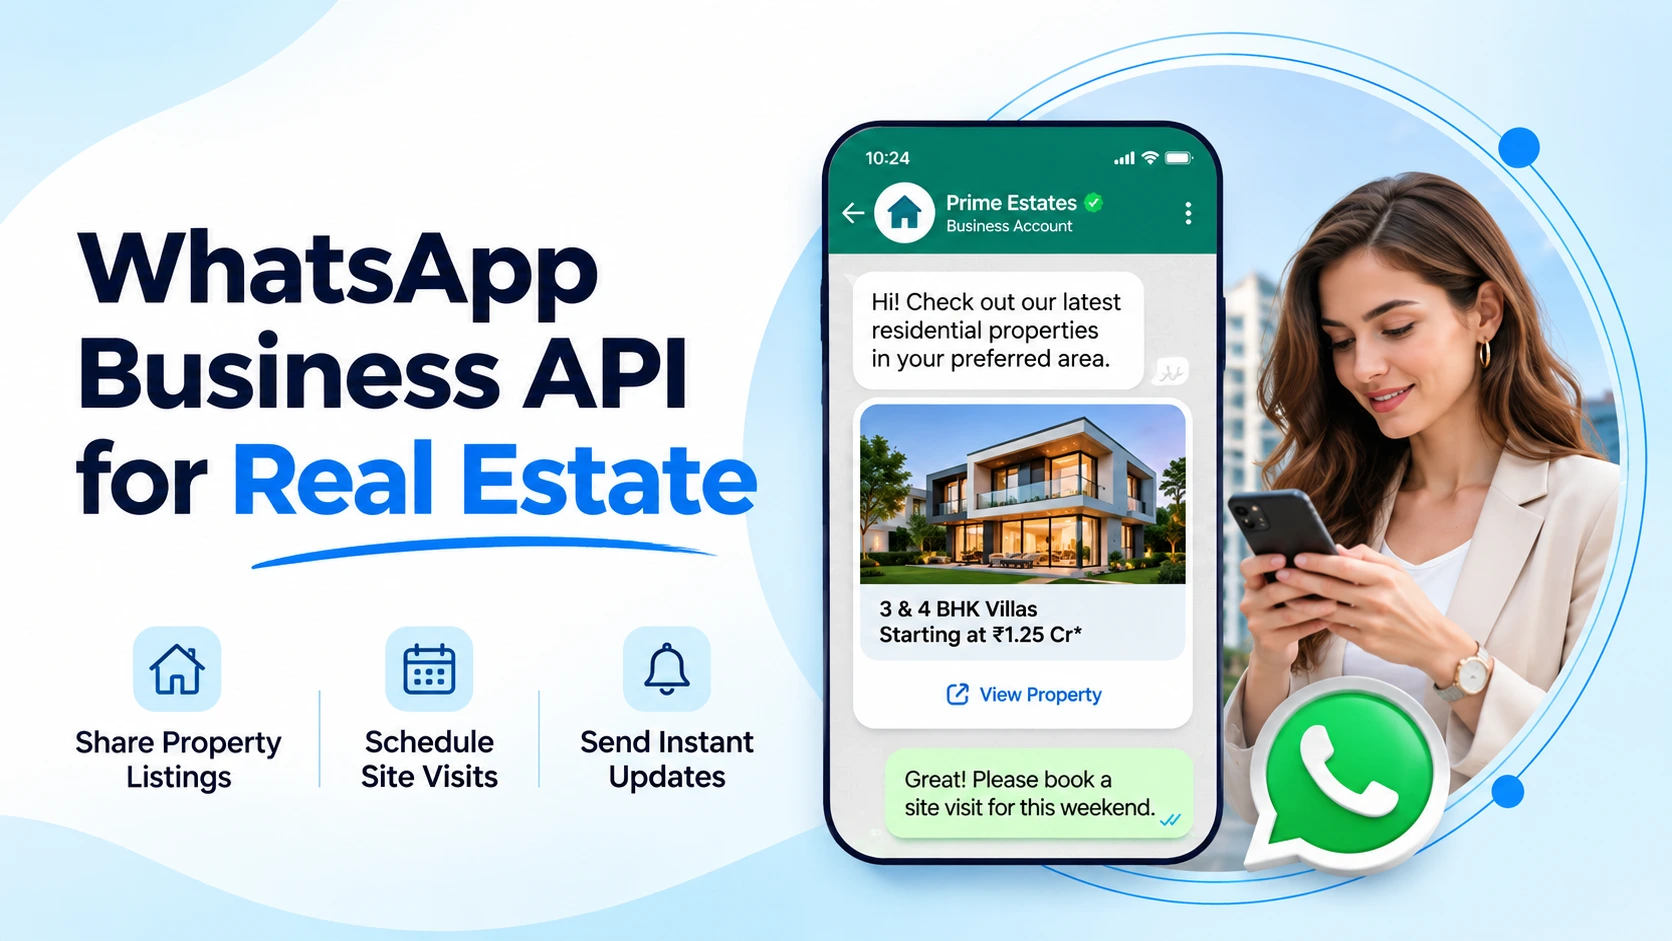 WhatsApp
Business API
for Real Estate
Share Property
Listings
Schedule
Site Visits
Send Instant
Updates
10:24
Prime Estates
Business Account
Hi! Check out our latest
residential properties
in your preferred area.
3 & 4 BHK Villas
Starting at ₹1.25 Cr*
View Property
Great! Please book a
site visit for this weekend.